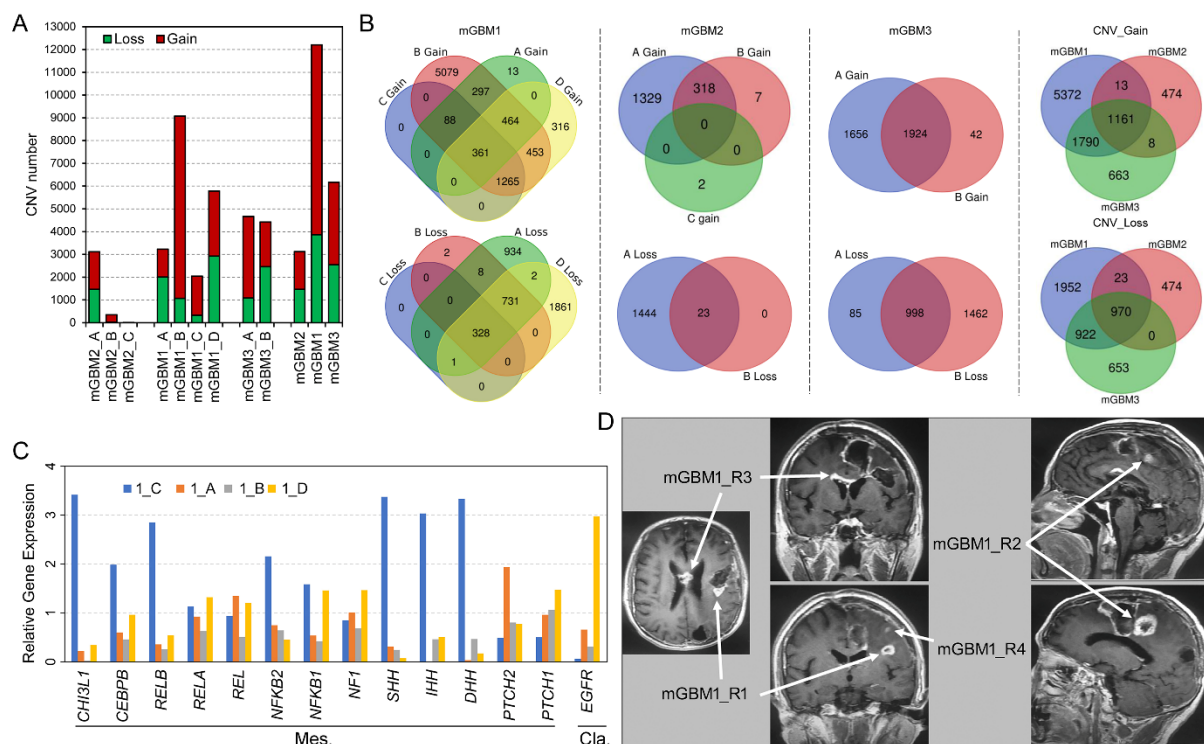 A
13000
12000
11000
10000
9000
8000
7000
6000
5000
4000
3000
2000
1000
0
CNV number
Loss Gain
mGBM2_A
mGBM2_B
mGBM2_C
mGBM1_A
mGBM1_B
mGBM1_C
mGBM1_D
mGBM3_A
mGBM3_B
mGBM2
mGBM1
mGBM3
B
mGBM1
C Gain
B Gain
A Gain
D Gain
5079
13
0
297
0
0
88
464
316
0
361
453
0
1265
0
C Loss
B Loss
A Loss
D Loss
2
934
0
8
2
0
0
731
1861
0
328
0
1
0
0
mGBM2
A Gain
B Gain
1329
318
7
0
0
0
2
C gain
A Loss
1444
23
0
B Loss
mGBM3
A Gain
1656
1924
42
B Gain
A Loss
85
998
1462
B Loss
CNV_Gain
mGBM1
mGBM2
13
5372
474
1161
1790
8
663
mGBM3
CNV_Loss
mGBM1
mGBM2
23
1952
474
970
922
0
653
mGBM3
C
4
3
2
1
0
Relative Gene Expression
1_C 1_A 1_B 1_D
CHI3L1
CEBPB
RELB
RELA
REL
NFKB2
NFKB1
NF1
SHH
IHH
DHH
PTCH2
PTCH1
EGFR
Mes.
Cla.
D
mGBM1_R3
mGBM1_R2
mGBM1_R4
mGBM1_R1